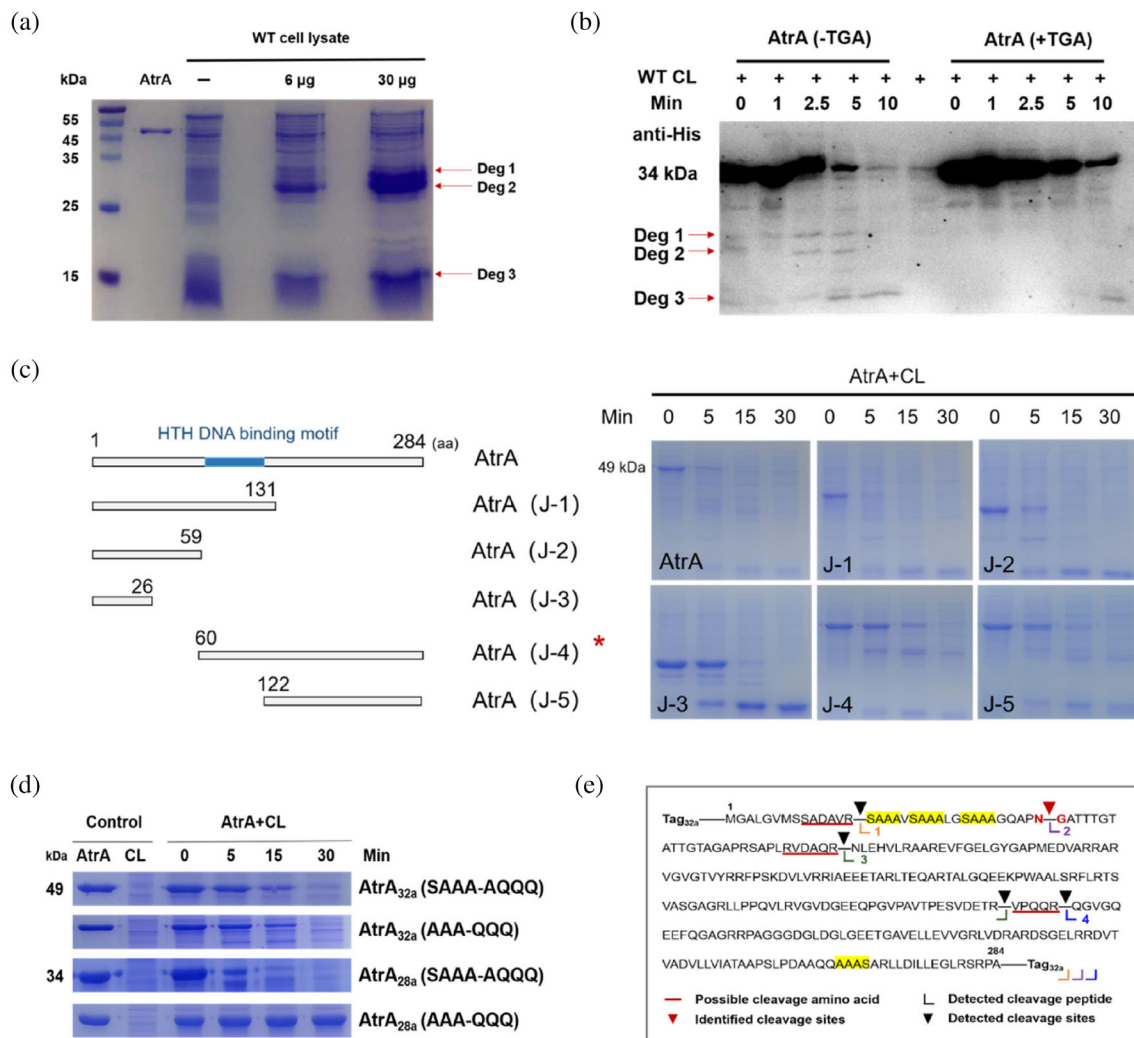 (a)
WT cell lysate
kDa AtrA — 6 µg 30 µg
55
45
35
25
15
Deg 1
Deg 2
Deg 3
(b)
AtrA (-TGA) AtrA (+TGA)
WT CL + + + + + + + + + + +
Min 0 1 2.5 5 10 0 1 2.5 5 10
anti-His
34 kDa
Deg 1
Deg 2
Deg 3
(c)
HTH DNA binding motif
1 284 (aa)
AtrA
131
AtrA (J-1)
59
AtrA (J-2)
26
AtrA (J-3)
60
AtrA (J-4) *
122
AtrA (J-5)
AtrA+CL
Min 0 5 15 30 0 5 15 30 0 5 15 30
49 kDa
AtrA J-1 J-2
J-3 J-4 J-5
(d)
Control AtrA+CL
kDa AtrA CL 0 5 15 30 Min
49 AtrA32a (SAAA-AQQQ)
AtrA32a (AAA-QQQ)
34 AtrA28a (SAAA-AQQQ)
AtrA28a (AAA-QQQ)
(e)
1
Tag32a—MGALGVMSSADAVR—SAAAVSAAALGSAAAGQAPN—GATTTGT
1 2
ATTGTAGAPRSAPLRVDAQR—NLEHVLRAAREVFGELGYGAPMEDVARRAR
3
VGVGTVYRRFPSKDVLVRRIAEEETARLTEQARTALGQEEKPWAALSRFLRTS
VASGAGRLLPPQVLRVGVDGEEQPGVPAVTPESVDETR—VPQQR—QGVGQ
4
EEFQGAGRRPAGGGDGLDGLGEETGAVELLEVVGRLVDRARDSGELRRDVT
284
VADVLLVIATAAPSLPDAAQQAAASARLLDILLEGLRSRPA—Tag32a
Possible cleavage amino acid Detected cleavage peptide
Identified cleavage sites Detected cleavage sites